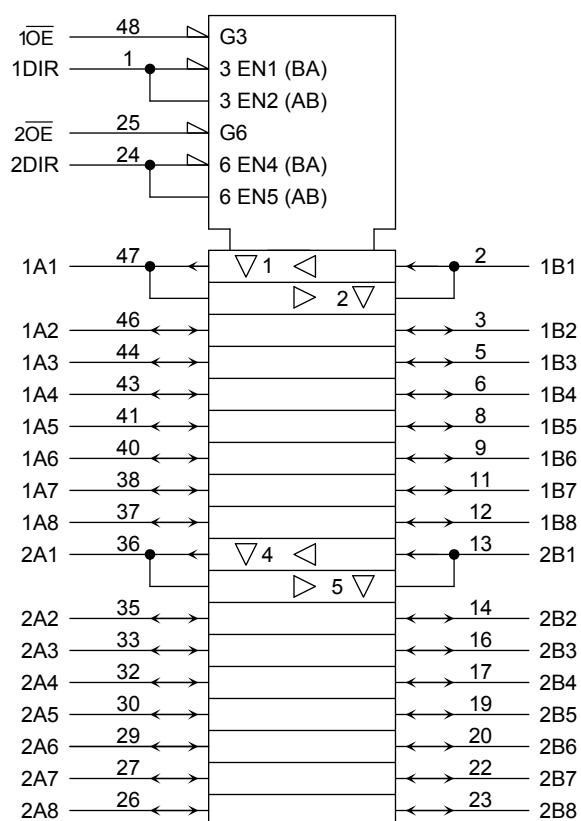 1OE 48 G3
1DIR 1 3 EN1 (BA)
3 EN2 (AB)
2OE 25 G6
2DIR 24 6 EN4 (BA)
6 EN5 (AB)
1A1 47 1 2 1B1
2
1A2 46 3 1B2
1A3 44 5 1B3
1A4 43 6 1B4
1A5 41 8 1B5
1A6 40 9 1B6
1A7 38 11 1B7
1A8 37 12 1B8
2A1 36 4 13 2B1
5
2A2 35 14 2B2
2A3 33 16 2B3
2A4 32 17 2B4
2A5 30 19 2B5
2A6 29 20 2B6
2A7 27 22 2B7
2A8 26 23 2B8